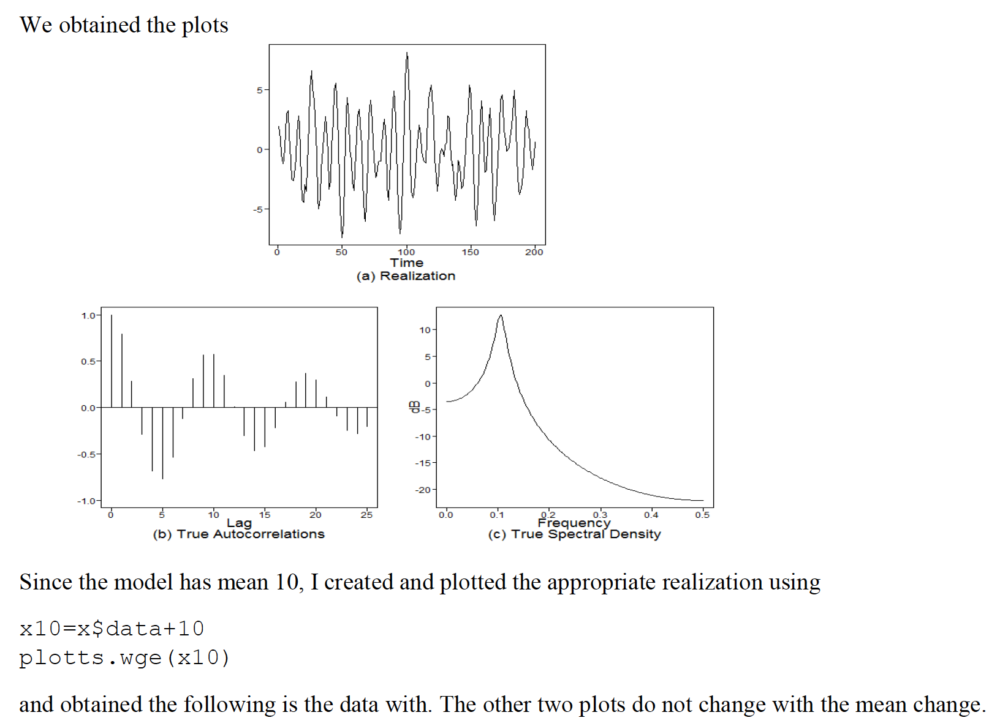 We obtained the plots
5
0
-5
0 50 100 150 200
Time
(a) Realization
1.0
0.5
0.0
-0.5
-1.0
0 5 10 15 20 25
Lag
(b) True Autocorrelations
10
5
0
-5
-10
-15
-20
dB
0.0 0.1 0.2 0.3 0.4 0.5
Frequency
(c) True Spectral Density
Since the model has mean 10, I created and plotted the appropriate realization using
x10=x$data+10
plotts.wge(x10)
and obtained the following is the data with. The other two plots do not change with the mean change.